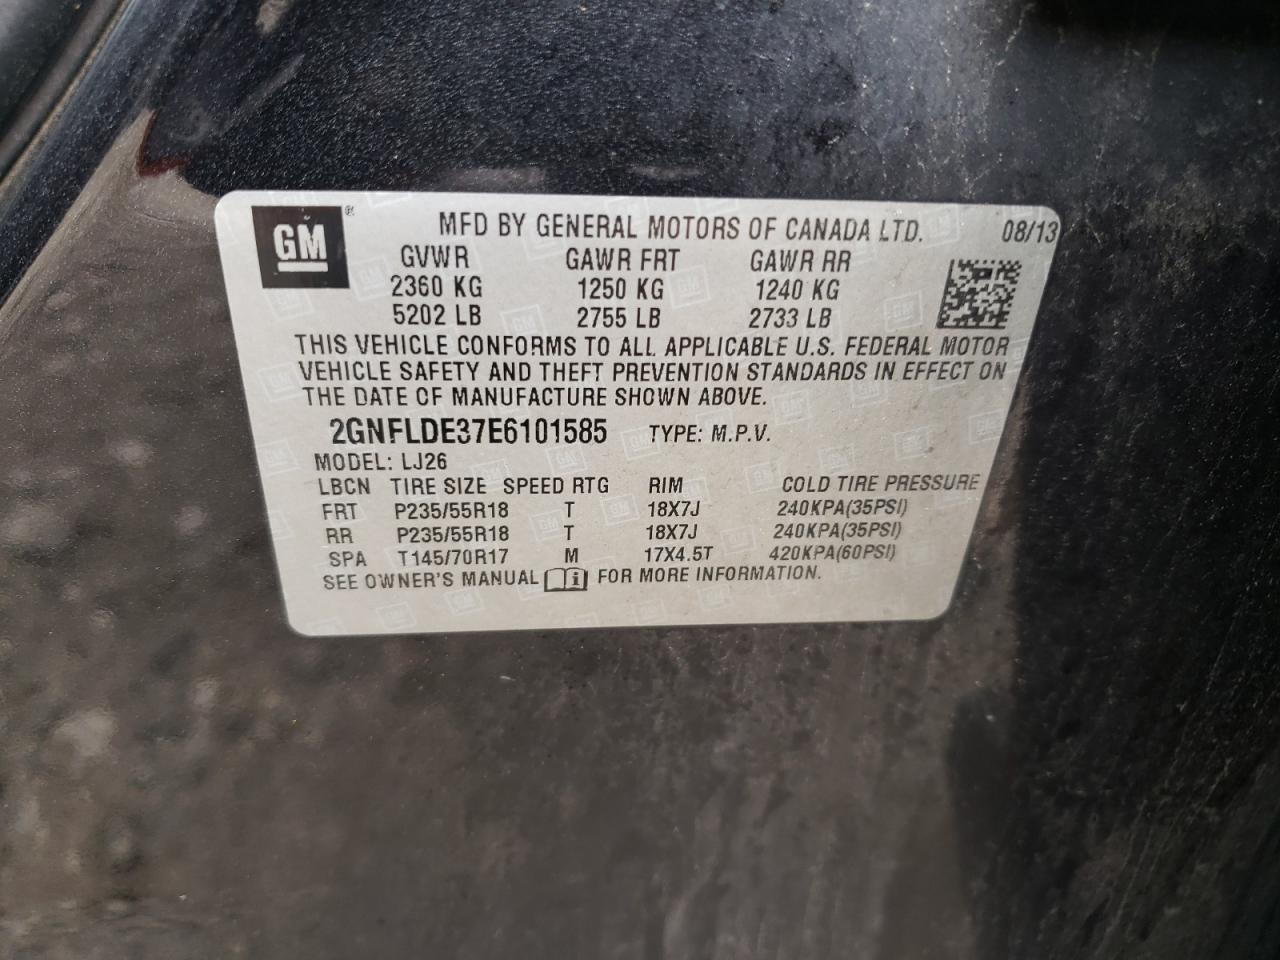 GM ®
MFD BY GENERAL MOTORS OF CANADA LTD. 08/13
GVWR GAWR FRT GAWR RR
2360 KG 1250 KG 1240 KG
5202 LB 2755 LB 2733 LB
THIS VEHICLE CONFORMS TO ALL APPLICABLE U.S. FEDERAL MOTOR
VEHICLE SAFETY AND THEFT PREVENTION STANDARDS IN EFFECT ON
THE DATE OF MANUFACTURE SHOWN ABOVE.
2GNFLDE37E6101585 TYPE: M.P.V.
MODEL: LJ26
LBCN TIRE SIZE SPEED RTG RIM COLD TIRE PRESSURE
FRT P235/55R18 T 18X7J 240KPA(35PSI)
RR P235/55R18 T 18X7J 240KPA(35PSI)
SPA T145/70R17 M 17X4.5T 420KPA(60PSI)
SEE OWNER'S MANUAL i FOR MORE INFORMATION.